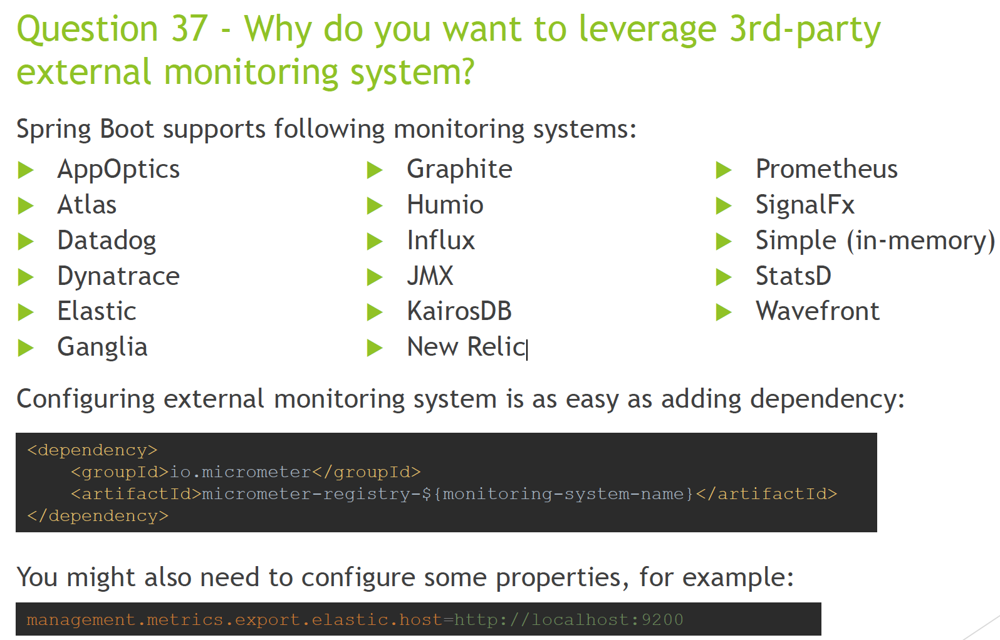 Question 37 - Why do you want to leverage 3rd-party
external monitoring system?
Spring Boot supports following monitoring systems:
AppOptics
Atlas
Datadog
Dynatrace
Elastic
Ganglia
Graphite
Humio
Influx
JMX
KairosDB
New Relic
Prometheus
SignalFx
Simple (in-memory)
StatsD
Wavefront
Configuring external monitoring system is as easy as adding dependency:
<dependency>
    <groupId>io.micrometer</groupId>
    <artifactId>micrometer-registry-${monitoring-system-name}</artifactId>
</dependency>
You might also need to configure some properties, for example:
management.metrics.export.elastic.host=http://localhost:9200